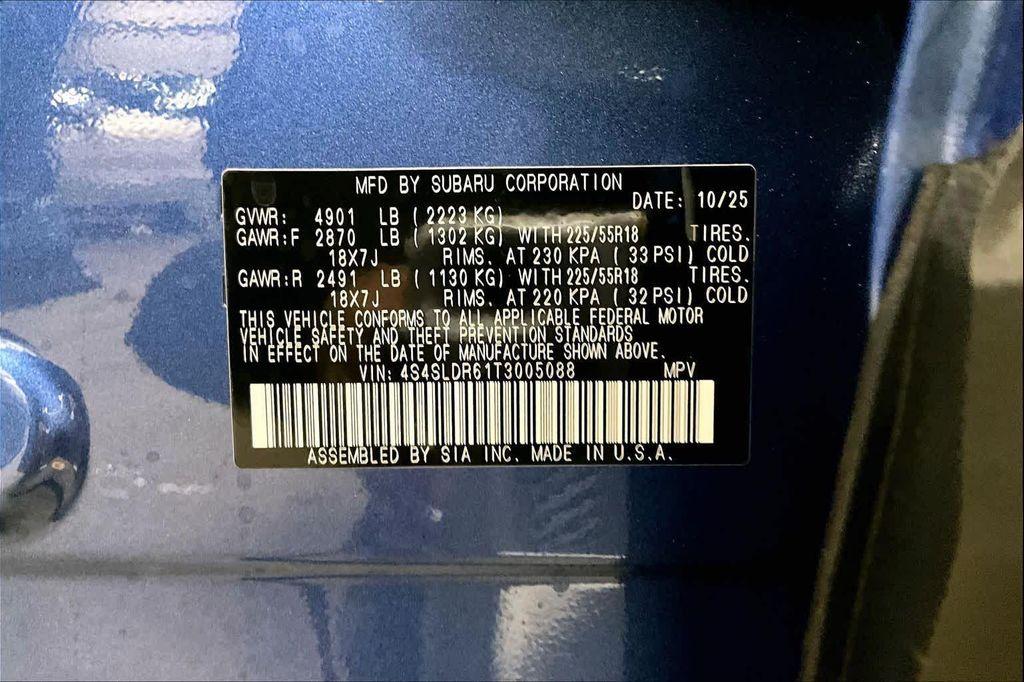 MFD BY SUBARU CORPORATION
DATE: 10/25
GVWR: 4901 LB (2223 KG)
GAWR:F 2870 LB (1302 KG) WITH 225/55R18 TIRES.
18X7J RIMS. AT 230 KPA (33 PSI) COLD
GAWR:R 2491 LB (1130 KG) WITH 225/55R18 TIRES.
18X7J RIMS. AT 220 KPA (32 PSI) COLD
THIS VEHICLE CONFORMS TO ALL APPLICABLE FEDERAL MOTOR
VEHICLE SAFETY AND THEFT PREVENTION STANDARDS
IN EFFECT ON THE DATE OF MANUFACTURE SHOWN ABOVE.
VIN: 4S4SLDR61T3005088 MPV
ASSEMBLED BY SIA INC. MADE IN U.S.A.